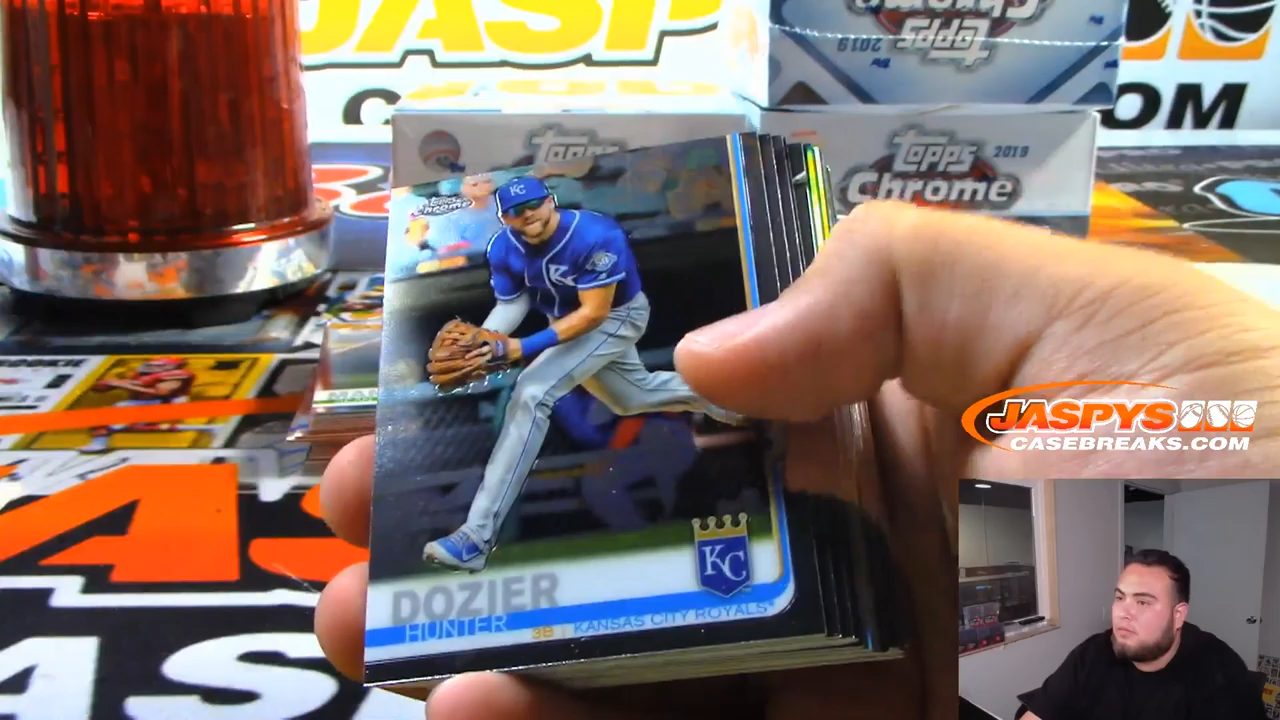 JASP
Topps
Chrome
2019
COM
Topps
Topps
2019
Chrome
Chrome
KC
KC
DOZIER
HUNTER 3B | KANSAS CITY ROYALS
JASPYS
CASEBREAKS.COM